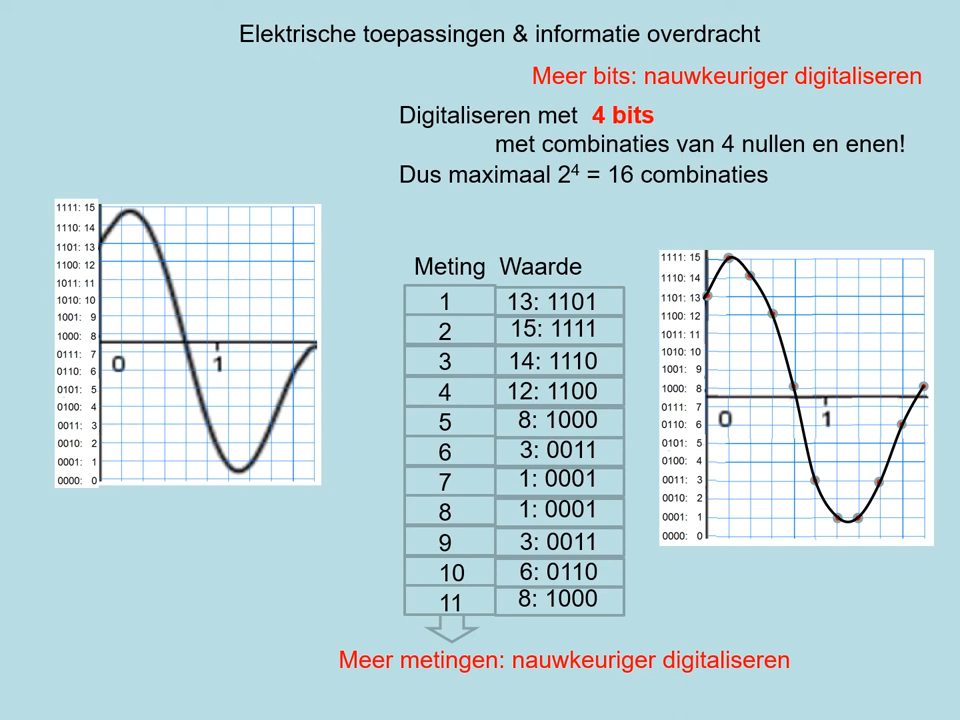 Elektrische toepassingen & informatie overdracht
Meer bits: nauwkeuriger digitaliseren
Digitaliseren met 4 bits
met combinaties van 4 nullen en enen!
Dus maximaal 2⁴ = 16 combinaties
1111: 15
1110: 14
1101: 13
1100: 12
1011: 11
1010: 10
1001: 9
1000: 8
0111: 7
0110: 6
0101: 5
0100: 4
0011: 3
0010: 2
0001: 1
0000: 0
0 1
Meting Waarde
1 13: 1101
2 15: 1111
3 14: 1110
4 12: 1100
5 8: 1000
6 3: 0011
7 1: 0001
8 1: 0001
9 3: 0011
10 6: 0110
11 8: 1000
1111: 15
1110: 14
1101: 13
1100: 12
1011: 11
1010: 10
1001: 9
1000: 8
0111: 7
0110: 6
0101: 5
0100: 4
0011: 3
0010: 2
0001: 1
0000: 0
0 1
Meer metingen: nauwkeuriger digitaliseren